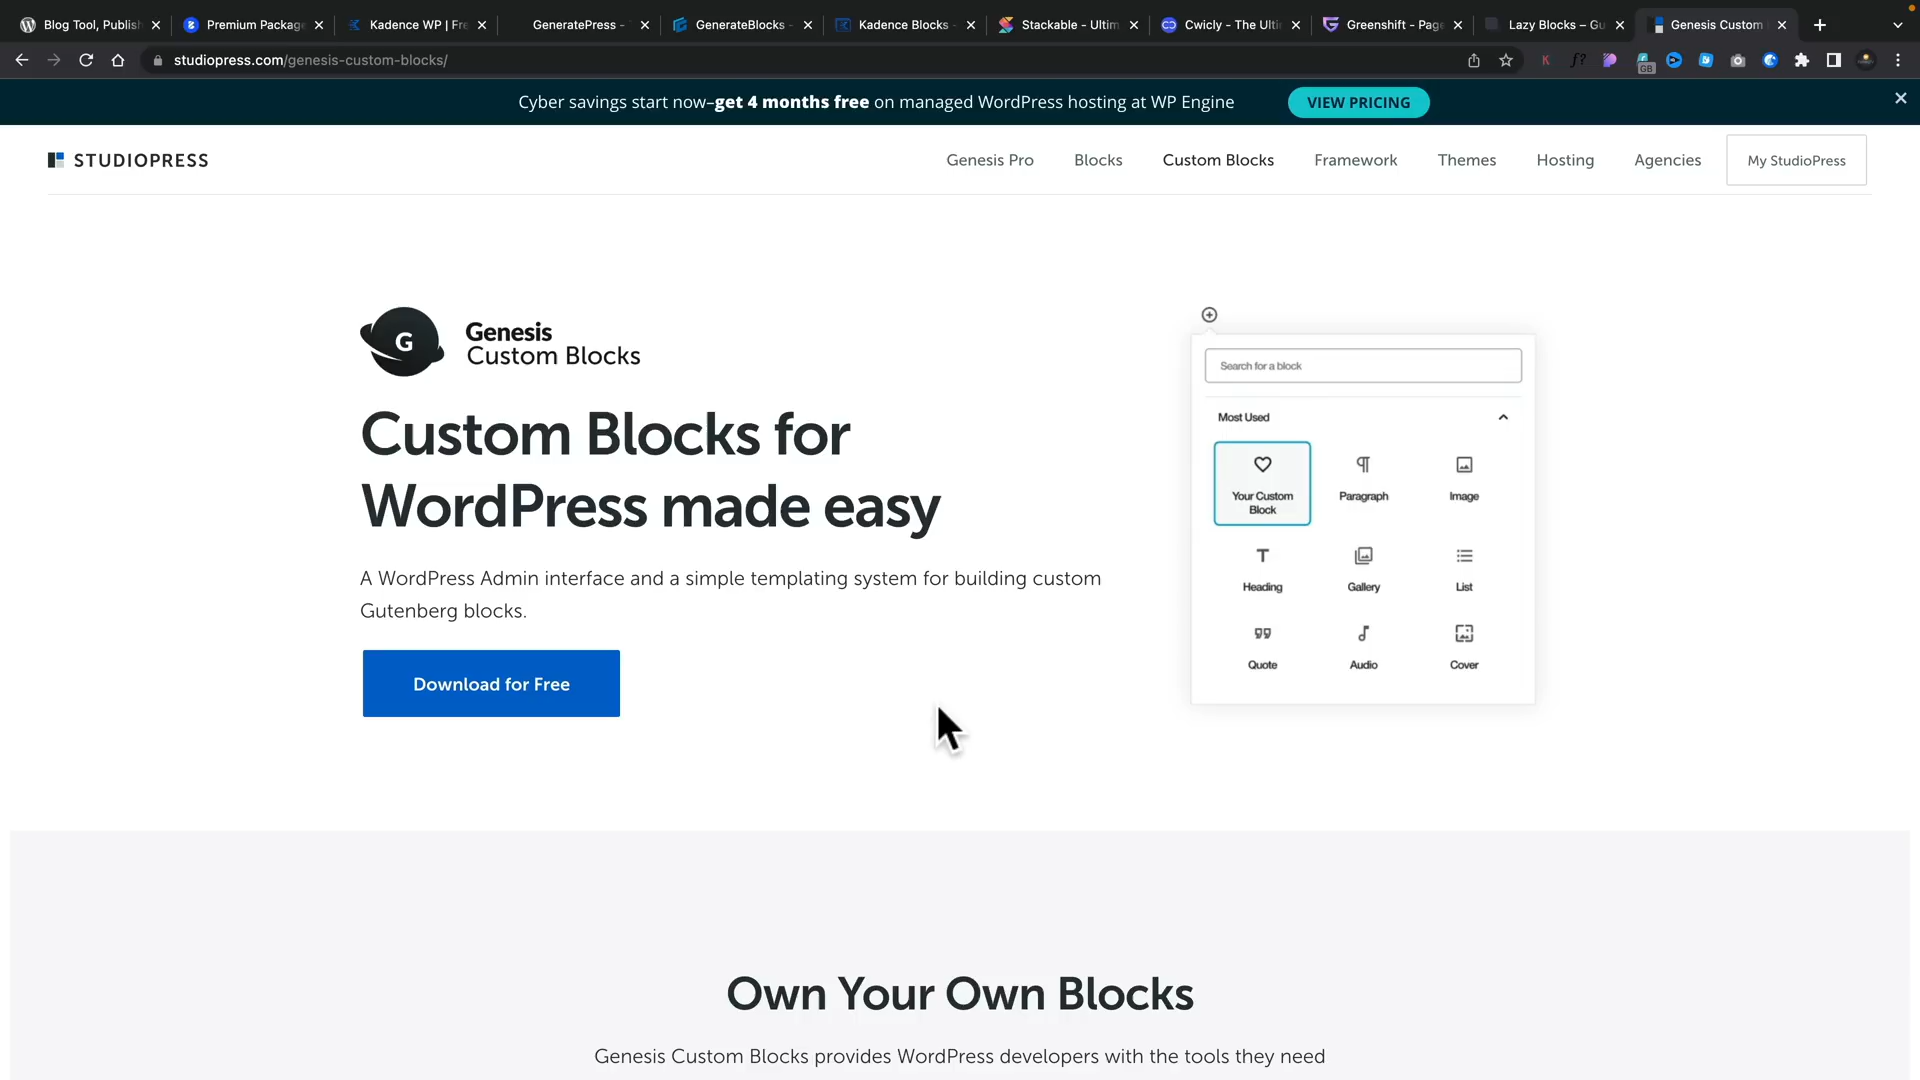 Blog Tool, Publish
Premium Package
Kadence WP | Fre
GeneratePress -
GenerateBlocks -
Kadence Blocks -
Stackable - Ultim
Cwicly - The Ulti
Greenshift - Page
Lazy Blocks – Gu
Genesis Custom
studiopress.com/genesis-custom-blocks/
K
f?
GB
Cyber savings start now–get 4 months free on managed WordPress hosting at WP Engine
VIEW PRICING
STUDIOPRESS
Genesis Pro
Blocks
Custom Blocks
Framework
Themes
Hosting
Agencies
My StudioPress
G
Genesis
Custom Blocks
Custom Blocks for
WordPress made easy
A WordPress Admin interface and a simple templating system for building custom
Gutenberg blocks.
Download for Free
Search for a block
Most Used
Your Custom
Block
Paragraph
Image
Heading
Gallery
List
Quote
Audio
Cover
Own Your Own Blocks
Genesis Custom Blocks provides WordPress developers with the tools they need